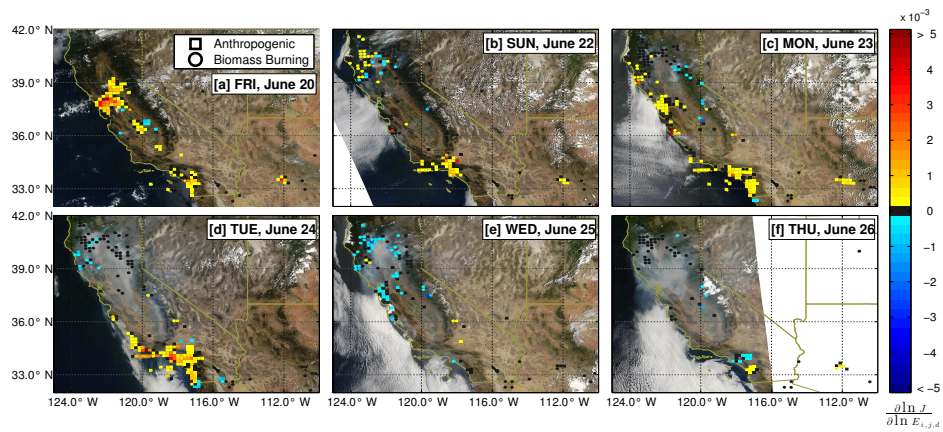 42.0° N
39.0° N
36.0° N
33.0° N
Anthropogenic
Biomass Burning
[a] FRI, June 20
[b] SUN, June 22
[c] MON, June 23
42.0° N
39.0° N
36.0° N
33.0° N
[d] TUE, June 24
[e] WED, June 25
[f] THU, June 26
124.0° W 120.0° W 116.0° W 112.0° W
124.0° W 120.0° W 116.0° W 112.0° W
124.0° W 120.0° W 116.0° W 112.0° W
x 10⁻³
> 5
4
3
2
1
0
−1
−2
−3
−4
< −5
∂ ln J
∂ ln E i,j,d